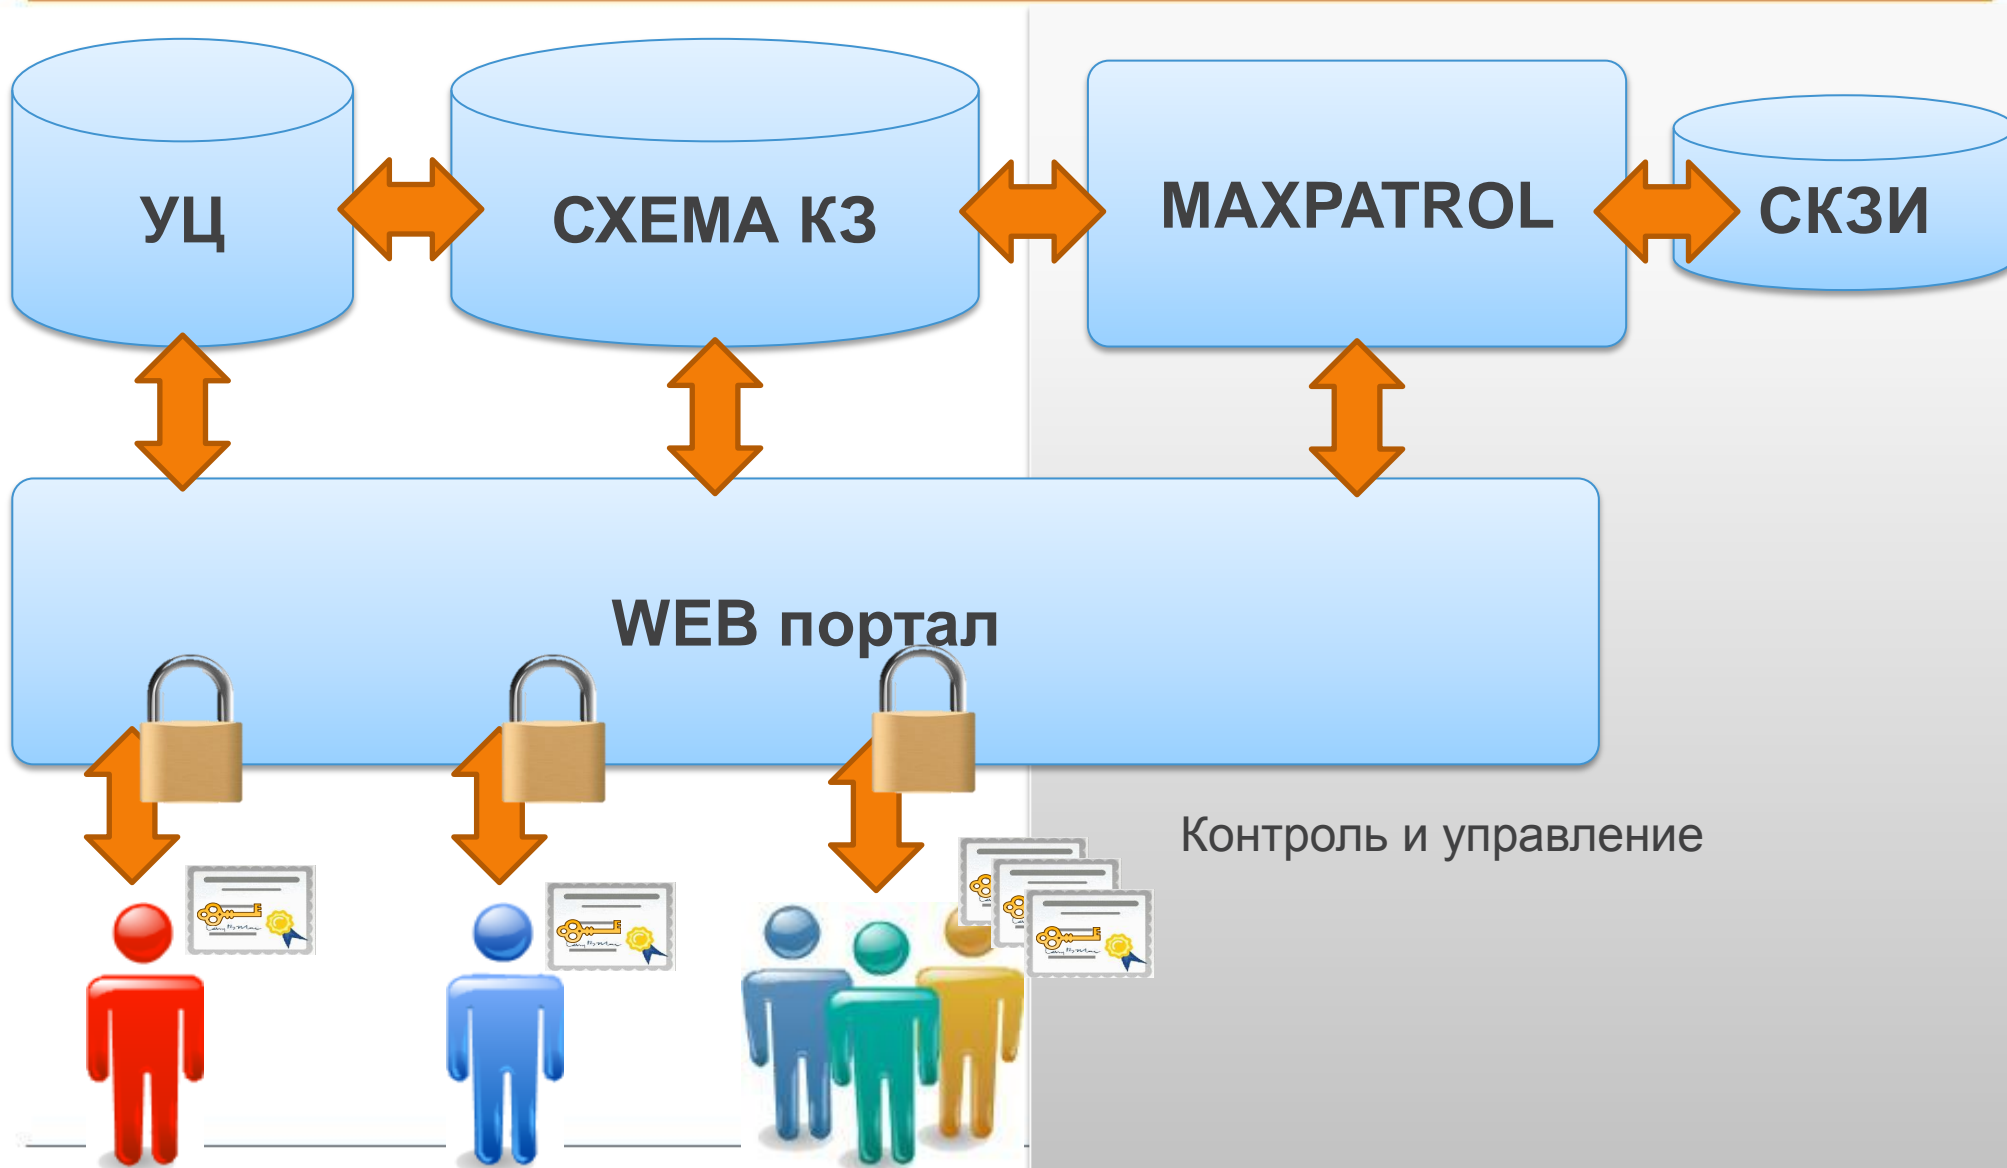 УЦ
СХЕМА КЗ
MAXPATROL
СКЗИ
WEB портал
Контроль и управление